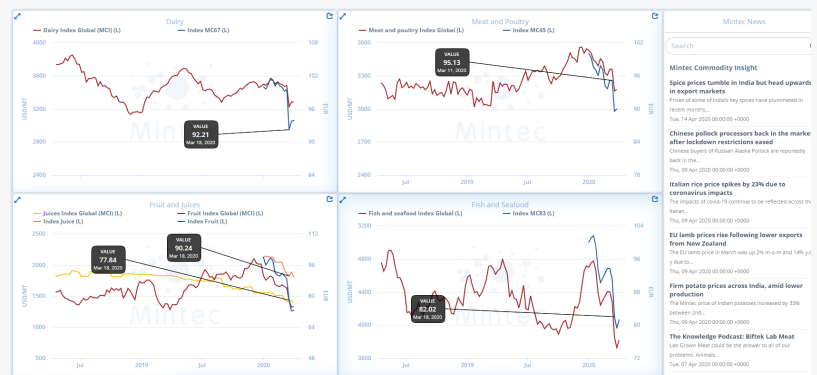 Dairy
Dairy Index Global (MCI) (L)
Index MC67 (L)
4000
3600
3200
2800
2400
108
102
96
90
84
USD/MT
EUR
VALUE
92.21
Mar 18, 2020
Mintec
Meat and Poultry
Meat and poultry Index Global (L)
Index MC45 (L)
3600
3300
3000
2700
2400
102
96
90
84
78
USD/MT
EUR
VALUE
95.13
Mar 11, 2020
Mintec
Jul
2019
Jul
2020
Fruit and Juices
Juices Index Global (MCI) (L)
Fruit Index Global (MCI) (L)
Index Juice (L)
Index Fruit (L)
2500
2000
1500
1000
500
112
96
80
64
48
USD/MT
EUR
VALUE
77.84
Mar 18, 2020
VALUE
90.24
Mar 18, 2020
Mintec
Jul
2019
Jul
2020
Fish and Seafood
Fish and seafood Index Global (L)
Index MC83 (L)
5200
4800
4400
4000
3600
104
96
88
80
72
USD/MT
EUR
VALUE
82.02
Mar 18, 2020
Mintec
Jul
2019
Jul
2020
Mintec News
Search
Mintec Commodity Insight
Spice prices tumble in India but head upwards
in export markets
Prices of some of India's key spices have plummeted in
recent months,...
Tue, 14 Apr 2020 00:00:00 +0000
Chinese pollock processors back in the market
after lockdown restrictions eased
Chinese buyers of Russian Alaska Pollock are reportedly
back in the...
Thu, 09 Apr 2020 00:00:00 +0000
Italian rice price spikes by 23% due to
coronavirus impacts
The impacts of covid-19 continue to be reflected across the
Italian...
Thu, 09 Apr 2020 00:00:00 +0000
EU lamb prices rise following lower exports
from New Zealand
The EU lamb price in March was up 2% m-o-m and 14% y-o-
y due to...
Thu, 09 Apr 2020 00:00:00 +0000
Firm potato prices across India, amid lower
production
The Mintec price of Indian potatoes increased by 33%
between 2nd...
Thu, 09 Apr 2020 00:00:00 +0000
The Knowledge Podcast: Biftek Lab Meat
Lab Grown Meat could be the answer to all of our
problems: Animals...
Tue, 07 Apr 2020 00:00:00 +0000